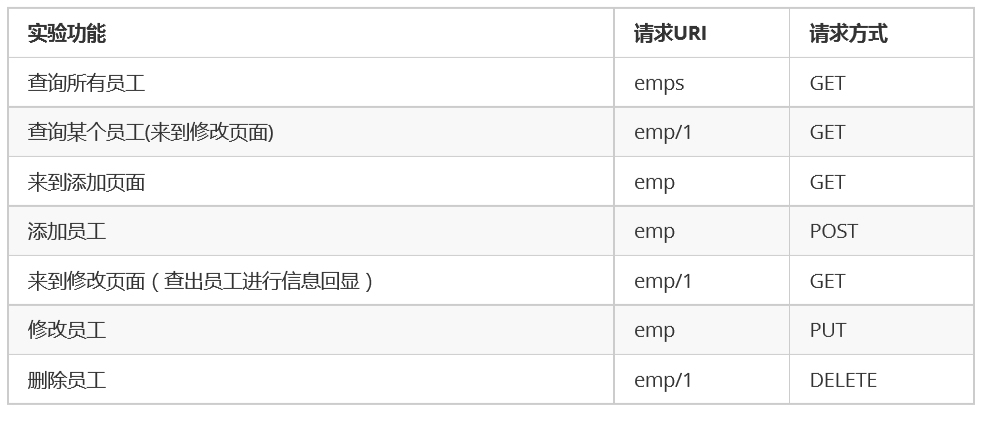 实验功能 请求URI 请求方式
查询所有员工 emps GET
查询某个员工(来到修改页面) emp/1 GET
来到添加页面 emp GET
添加员工 emp POST
来到修改页面（查出员工进行信息回显） emp/1 GET
修改员工 emp PUT
删除员工 emp/1 DELETE